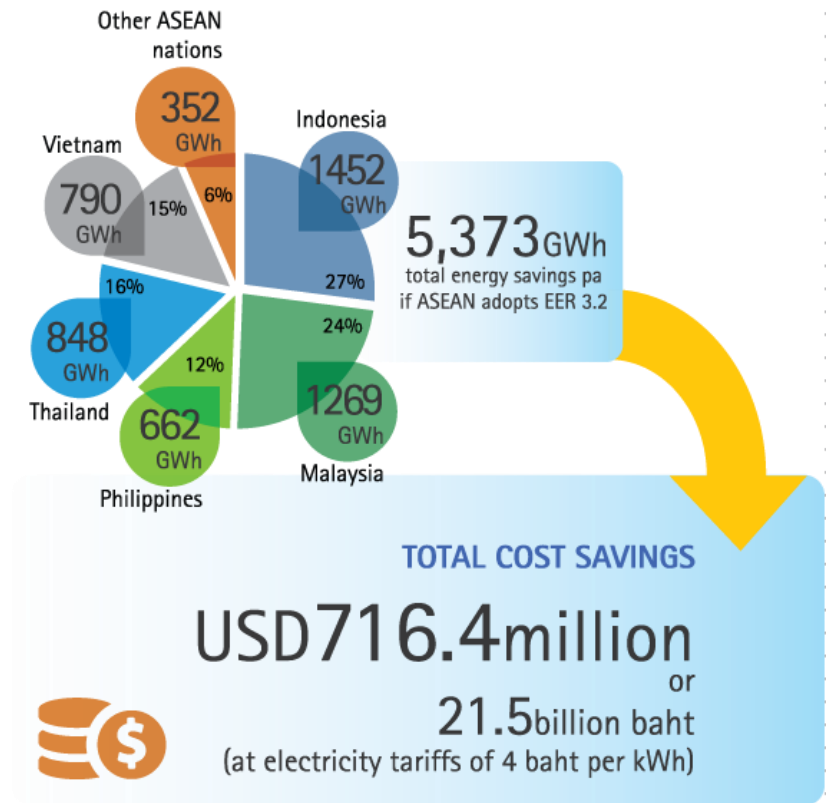 Other ASEAN
nations
352
GWh
6%
Indonesia
1452
GWh
27%
Vietnam
790
GWh
15%
5,373GWh
total energy savings pa
if ASEAN adopts EER 3.2
16%
848
GWh
Thailand
24%
1269
GWh
Malaysia
12%
662
GWh
Philippines
TOTAL COST SAVINGS
USD716.4million
or
21.5billion baht
(at electricity tariffs of 4 baht per kWh)
$